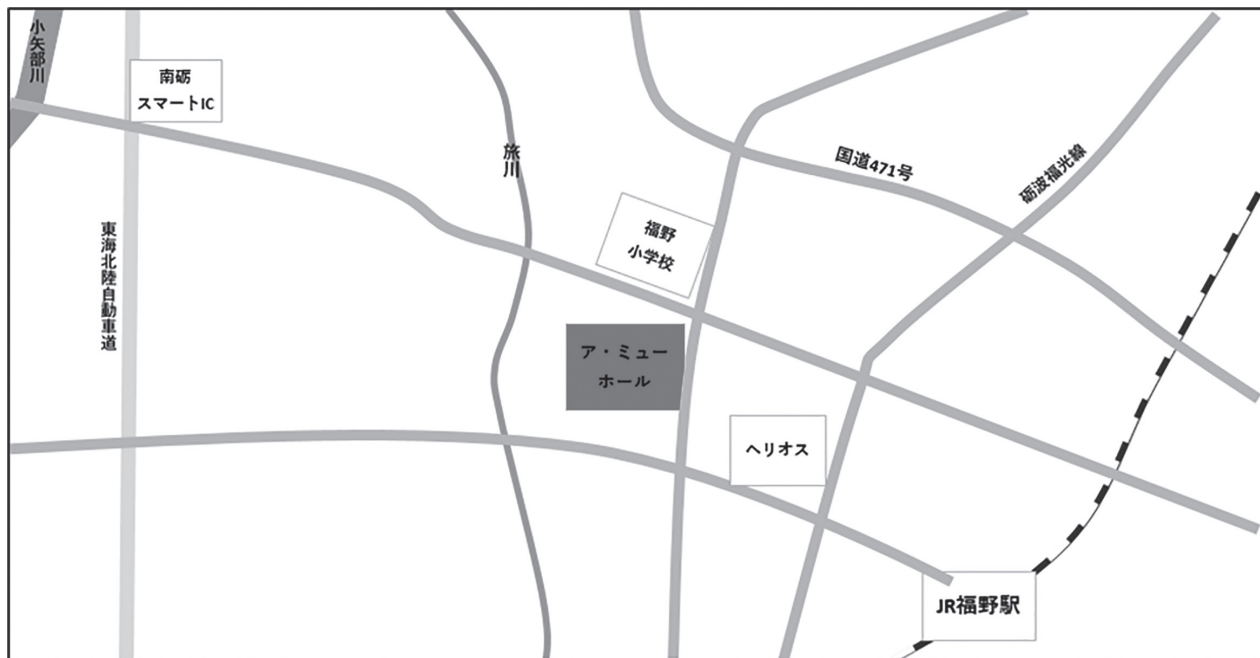 小矢部川
南砺
スマートIC
旅川
国道471号
砺波福光線
福野
小学校
東海北陸自動車道
ア・ミュー
ホール
ヘリオス
JR福野駅